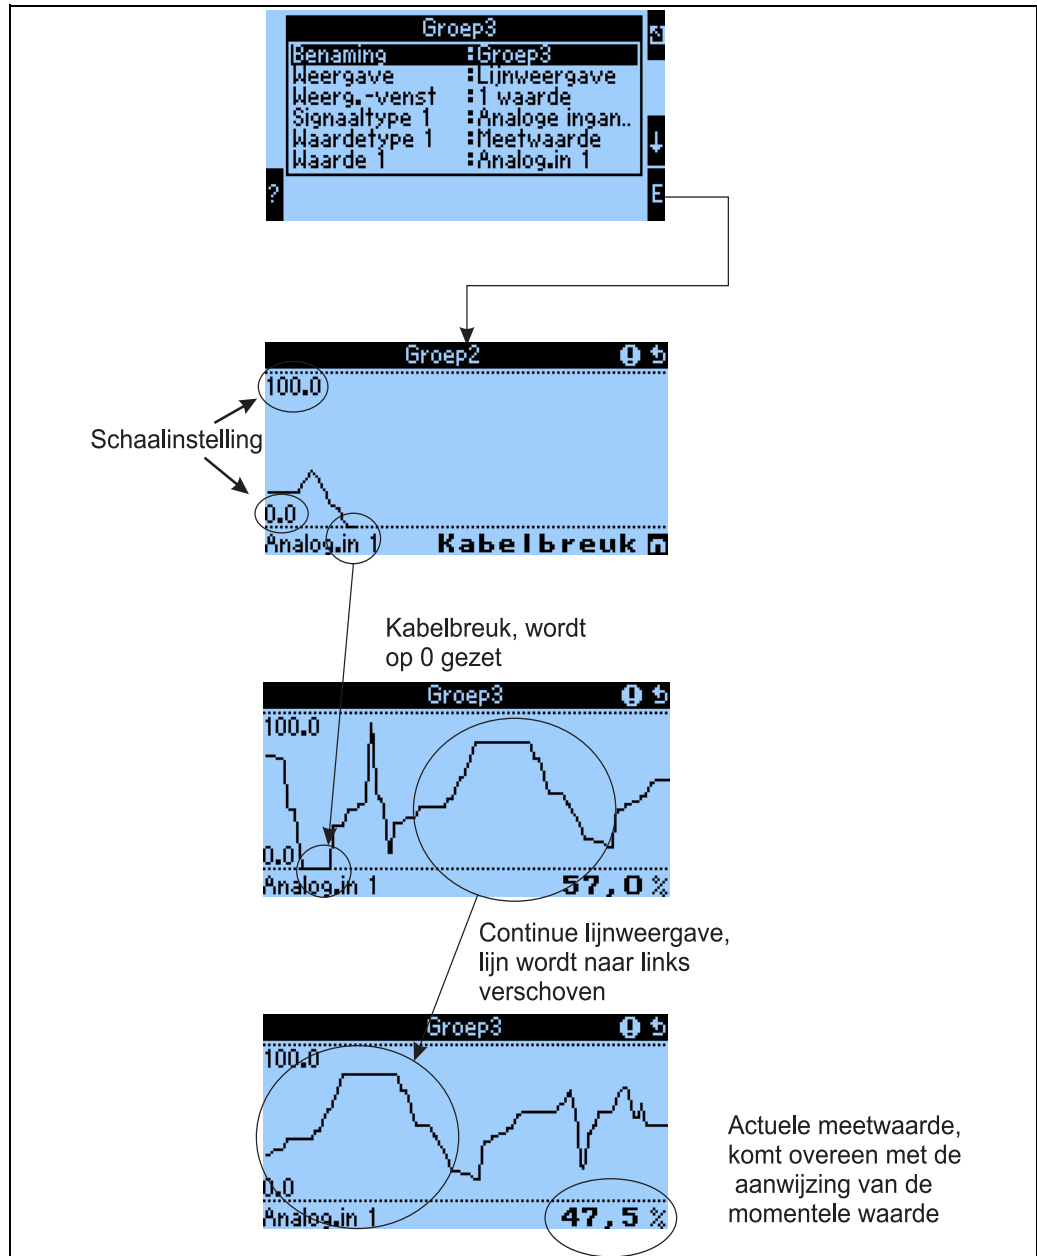 Groep3
Benaming :Groep3
Weergave :Lijnweergave
Weerg.-venst :1 waarde
Signaaltype 1 :Analoge ingan..
Waardetype 1 :Meetwaarde
Waarde 1 :Analog.in 1
? E
Groep2
100.0
Schaalinstelling
0.0
Analog.in 1 Kabelbreuk
Kabelbreuk, wordt
op 0 gezet
Groep3
100.0
0.0
Analog.in 1 57,0 %
Continue lijnweergave,
lijn wordt naar links
verschoven
Groep3
100.0
0.0
Analog.in 1 47,5 %
Actuele meetwaarde,
komt overeen met de
aanwijzing van de
momentele waarde